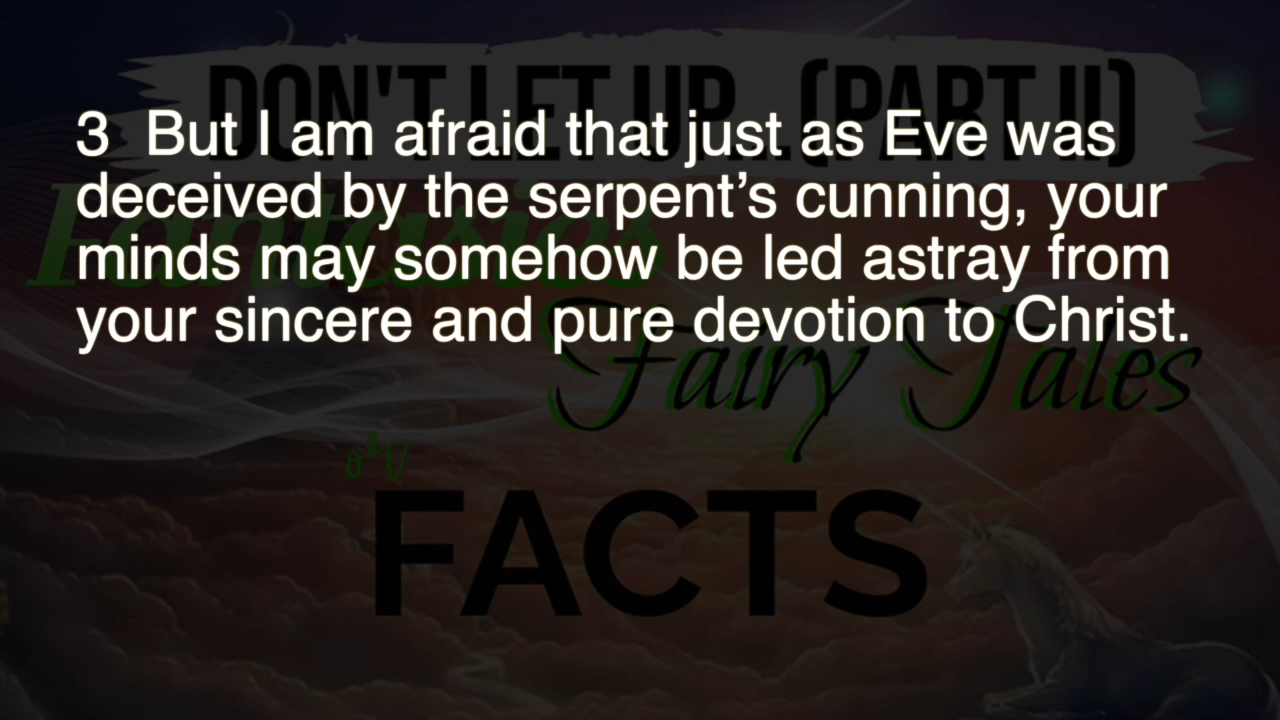 DON'T LET UP...(PART II)
3 But I am afraid that just as Eve was
deceived by the serpent’s cunning, your
minds may somehow be led astray from
your sincere and pure devotion to Christ.
Fantasies
Fairy Tales
FACTS